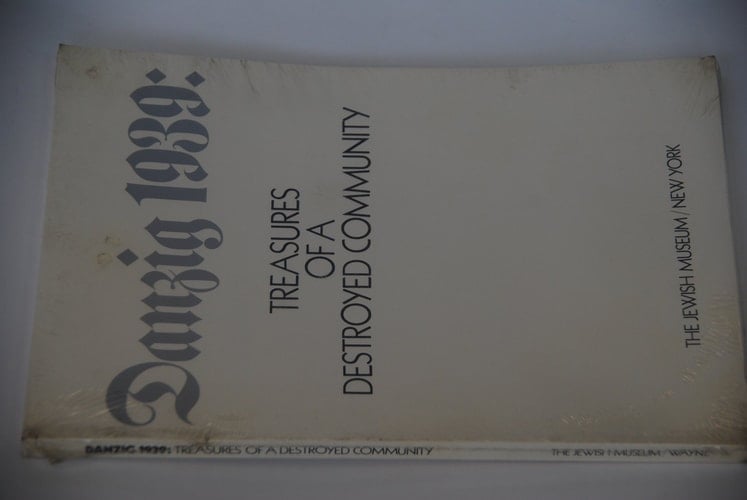 Danzig 1939:
TREASURES
OF A
DESTROYED COMMUNITY
THE JEWISH MUSEUM / NEW YORK
DANZIG 1939: TREASURES OF A DESTROYED COMMUNITY
THE JEWISH MUSEUM / WAYNE